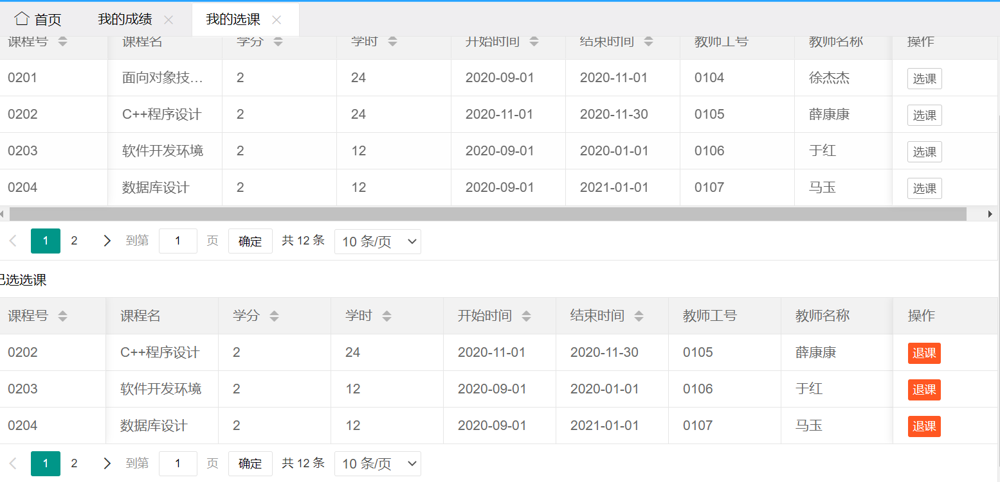 首页 我的成绩 我的选课
课程号 课程名 学分 学时 开始时间 结束时间 教师工号 教师名称 操作
0201 面向对象技... 2 24 2020-09-01 2020-11-01 0104 徐杰杰 选课
0202 C++程序设计 2 24 2020-11-01 2020-11-30 0105 薛康康 选课
0203 软件开发环境 2 12 2020-09-01 2020-01-01 0106 于红 选课
0204 数据库设计 2 12 2020-09-01 2021-01-01 0107 马玉 选课
1 2 到第 1 页 确定 共 12 条 10 条/页
已选选课
课程号 课程名 学分 学时 开始时间 结束时间 教师工号 教师名称 操作
0202 C++程序设计 2 24 2020-11-01 2020-11-30 0105 薛康康 退课
0203 软件开发环境 2 12 2020-09-01 2020-01-01 0106 于红 退课
0204 数据库设计 2 12 2020-09-01 2021-01-01 0107 马玉 退课
1 2 到第 1 页 确定 共 12 条 10 条/页